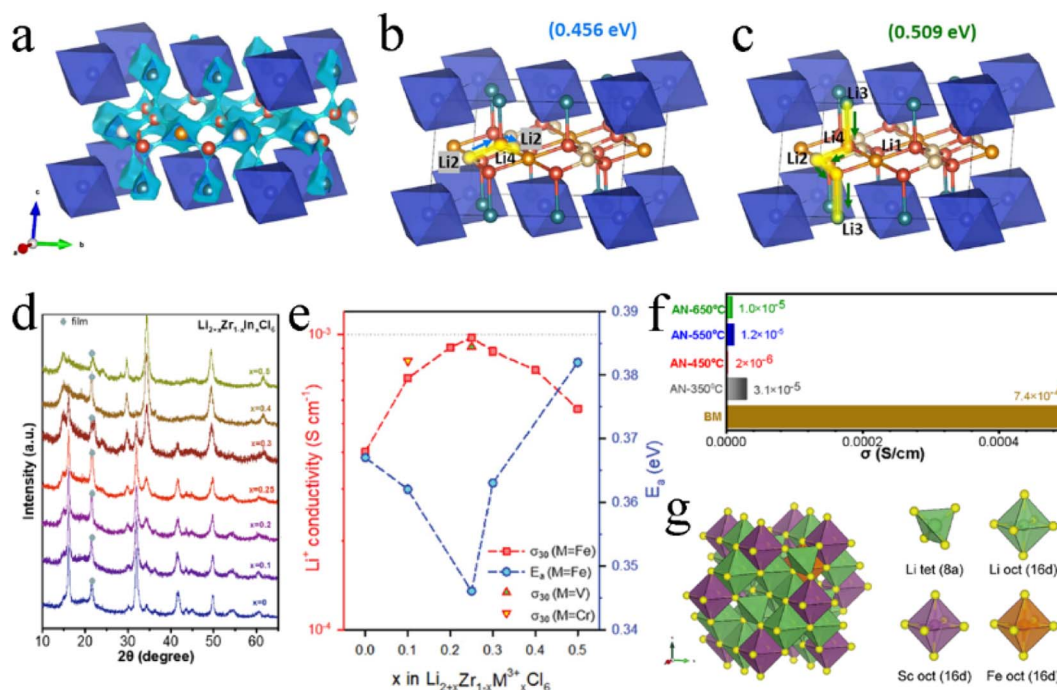 a
b
(0.456 eV)
c
(0.509 eV)
Li2
Li2
Li4
Li3
Li4
Li1
Li2
Li3
c
a
b
d
film
Li2+xZr1-xInxCl6
x=0.5
x=0.4
x=0.3
x=0.25
x=0.2
x=0.1
x=0
Intensity (a.u.)
10 20 30 40 50 60
2θ (degree)
e
10⁻³
10⁻⁴
Li⁺ conductivity (S cm⁻¹)
0.39
0.38
0.37
0.36
0.35
0.34
Eₐ (eV)
σ₃₀ (M=Fe)
Eₐ (M=Fe)
σ₃₀ (M=V)
σ₃₀ (M=Cr)
0.0 0.1 0.2 0.3 0.4 0.5
x in Li₂₊ₓZr₁₋ₓM³⁺ₓCl₆
f
AN-650°C
1.0×10⁻⁵
AN-550°C
1.2×10⁻⁵
AN-450°C
2×10⁻⁶
AN-350°C
3.1×10⁻⁵
BM
0.0000 0.0002 0.0004
σ (S/cm)
g
Li tet (8a)
Li oct (16d)
Sc oct (16d)
Fe oct (16d)